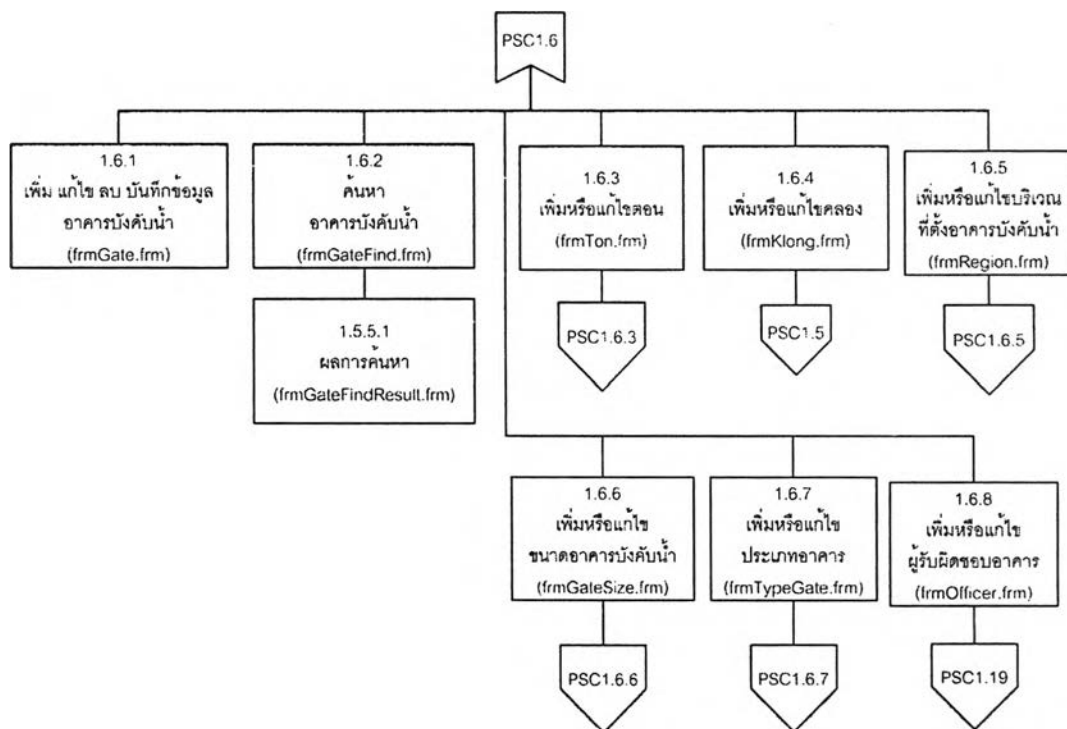 PSC1.6
1.6.1
เพิ่ม แก้ไข ลบ บันทึกข้อมูล
อาคารบังคับน้ำ
(frmGate.frm)
1.6.2
ค้นหา
อาคารบังคับน้ำ
(frmGateFind.frm)
1.5.5.1
ผลการค้นหา
(frmGateFindResult.frm)
1.6.3
เพิ่มหรือแก้ไขตอน
(frmTon.frm)
PSC1.6.3
1.6.4
เพิ่มหรือแก้ไขคลอง
(frmKlong.frm)
PSC1.5
1.6.5
เพิ่มหรือแก้ไขบริเวณ
ที่ตั้งอาคารบังคับน้ำ
(frmRegion.frm)
PSC1.6.5
1.6.6
เพิ่มหรือแก้ไข
ขนาดอาคารบังคับน้ำ
(frmGateSize.frm)
PSC1.6.6
1.6.7
เพิ่มหรือแก้ไข
ประเภทอาคาร
(frmTypeGate.frm)
PSC1.6.7
1.6.8
เพิ่มหรือแก้ไข
ผู้รับผิดชอบอาคาร
(frmOfficer.frm)
PSC1.19